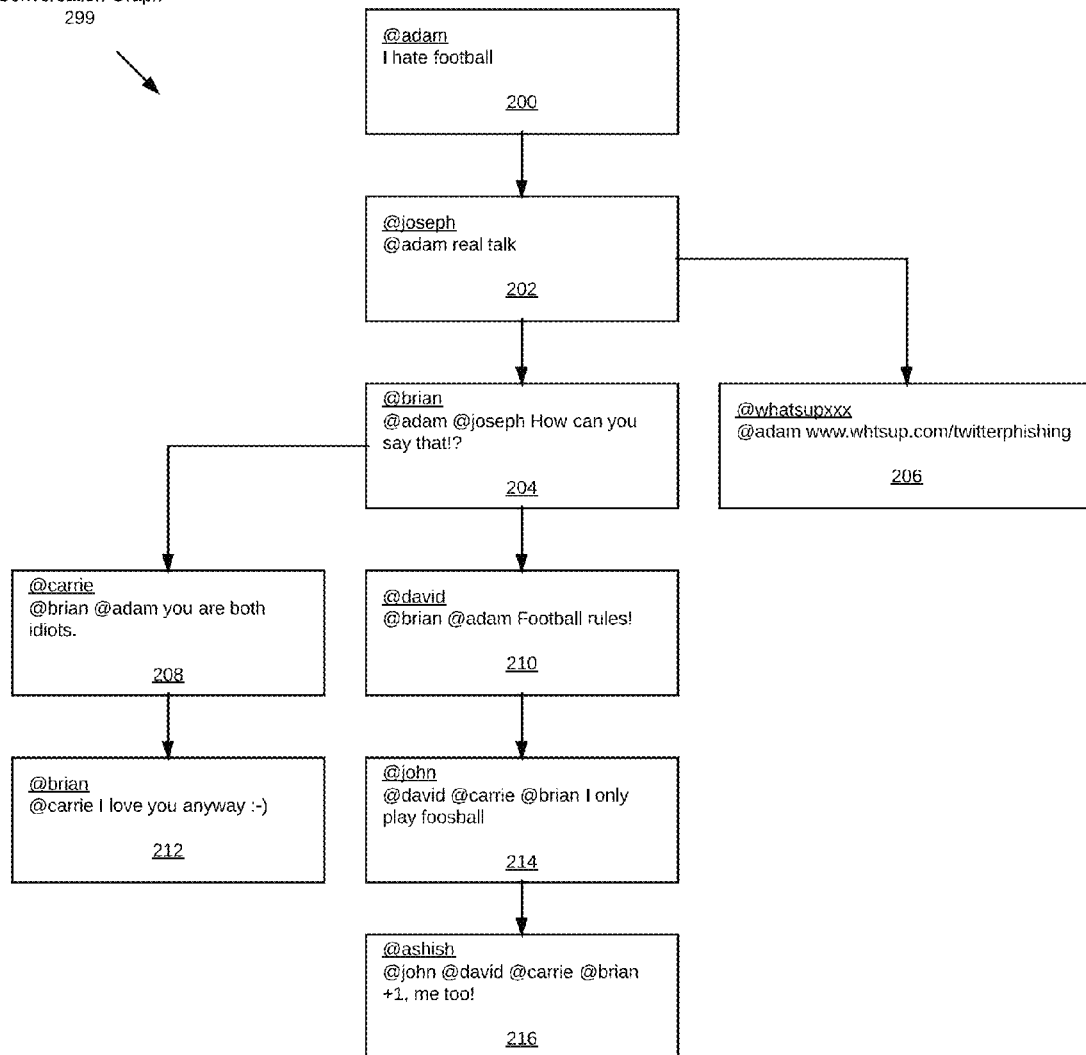 299
@adam
I hate football
200
@joseph
@adam real talk
202
@brian
@adam @joseph How can you
say that!?
204
@whatsupxxx
@adam www.whtsup.com/twitterphishing
206
@carrie
@brian @adam you are both
idiots.
208
@david
@brian @adam Football rules!
210
@brian
@carrie I love you anyway :-)
212
@john
@david @carrie @brian I only
play foosball
214
@ashish
@john @david @carrie @brian
+1, me too!
216